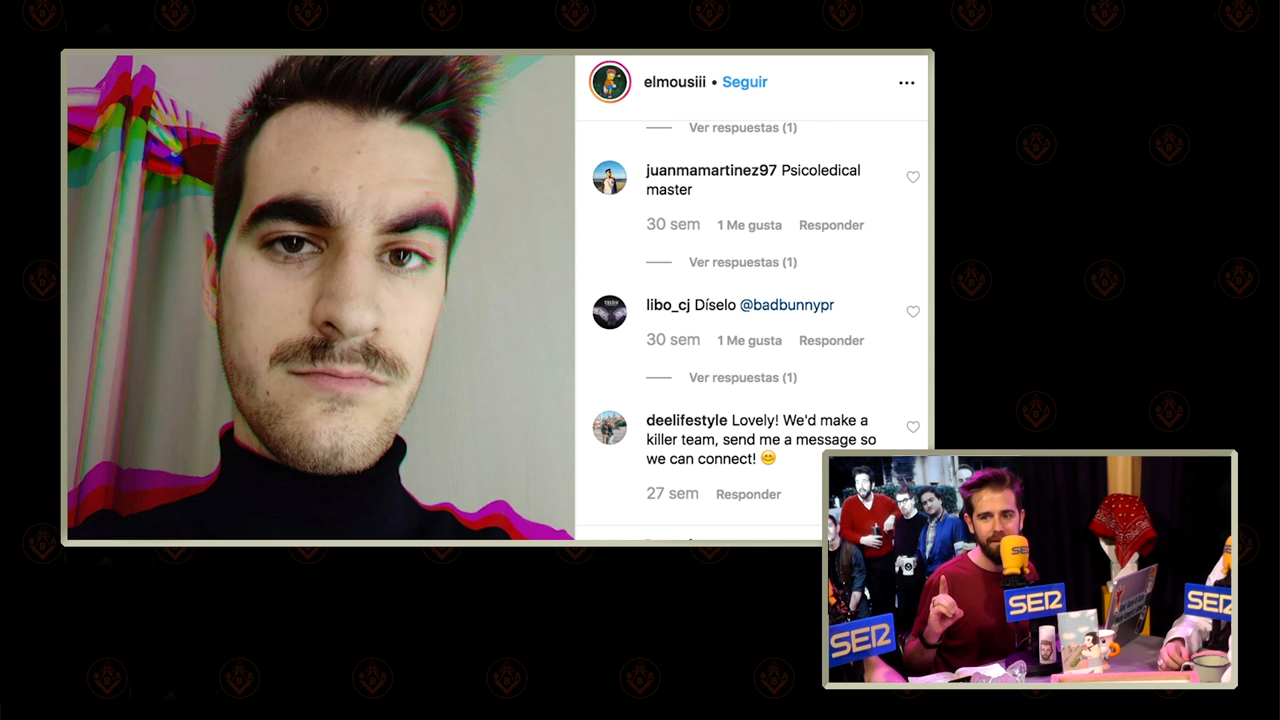 elmousiii • Seguir
Ver respuestas (1)
juanmamartinez97 Psicoledical
master
30 sem 1 Me gusta Responder
Ver respuestas (1)
libo_cj Díselo @badbunnypr
30 sem 1 Me gusta Responder
Ver respuestas (1)
deelifestyle Lovely! We'd make a
killer team, send me a message so
we can connect! 😊
27 sem Responder
SER
SER
SER